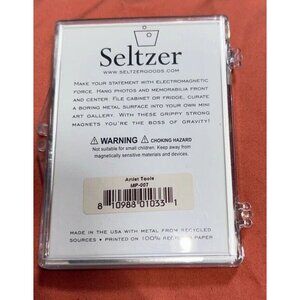 Seltzer
WWW.SELTZERGOODS.COM
MAKE YOUR STATEMENT WITH ELECTROMAGNETIC
FORCE. HANG PHOTOS AND MEMORABILIA FRONT
AND CENTER. FILE CABINET OR FRIDGE, CURATE
A BORING METAL SURFACE INTO YOUR OWN MINI
ART GALLERY. WITH THESE GRIPPY STRONG
MAGNETS YOU'RE THE BOSS OF GRAVITY!
WARNING CHOKING HAZARD
Not suitable for small children. Keep away from
magnetically sensitive materials and devices.
Artist Tools
MP-007
8 10988 01033 1
MADE IN THE USA WITH METAL FROM RECYCLED
SOURCES • PRINTED ON 100% RECYCLED PAPER